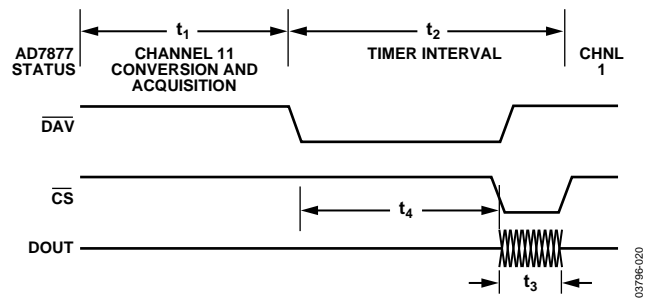 t1
t2
AD7877
STATUS
CHANNEL 11
CONVERSION AND
ACQUISITION
TIMER INTERVAL
CHNL
1
DAV
CS
t4
DOUT
t3
03796-020